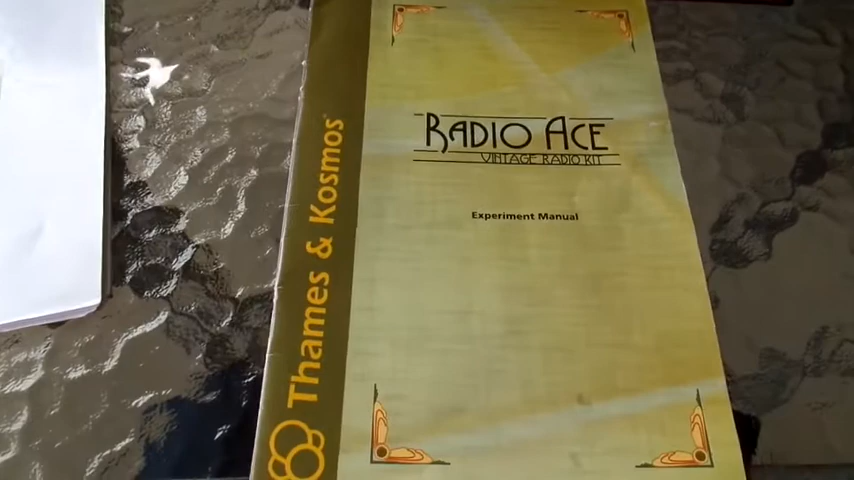 RADIO ACE
VINTAGE RADIO KIT
Experiment Manual
Thames & Kosmos